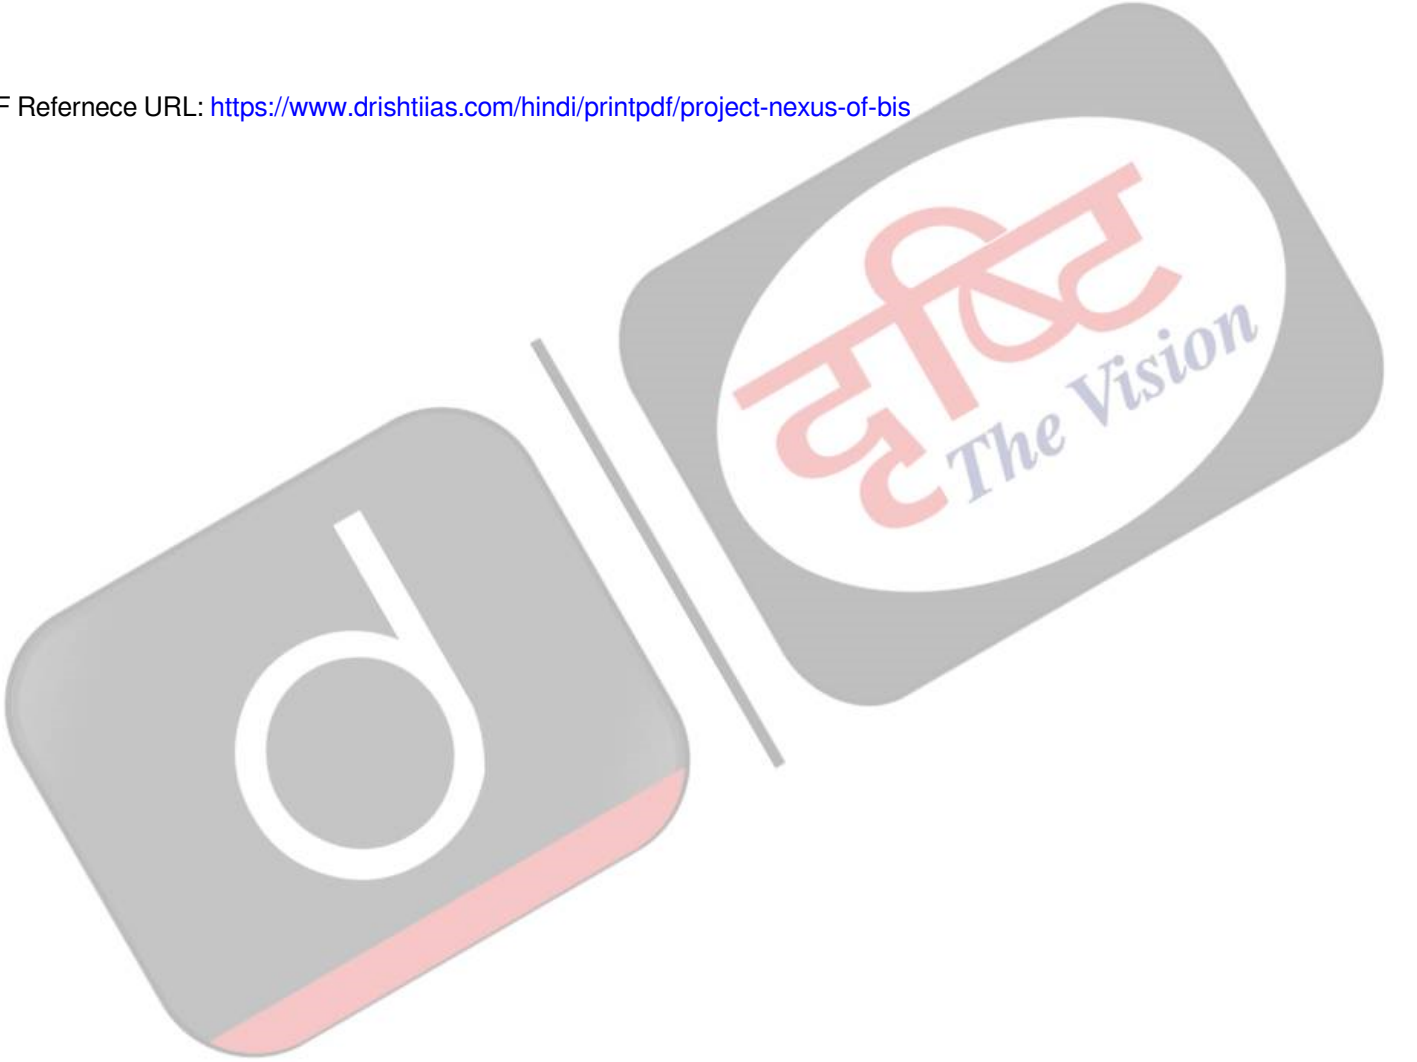 F Refernece URL: https://www.drishtiias.com/hindi/printpdf/project-nexus-of-bis
दृष्टि
The Vision
d